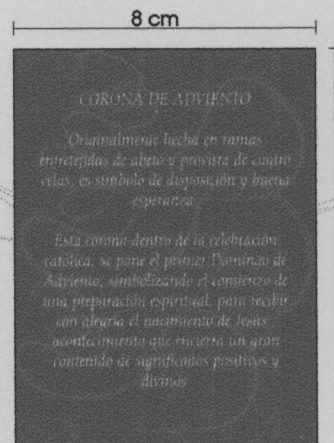 8 cm
CORONA DE ADVIENTO
Originalmente hecha en ramas
entretejidas de abeto y provista de cuatro
velas, es símbolo de disposición y buena
esperanza
Esta corona dentro de la celebración
católica, se pone el primer Domingo de
Adviento, simbolizando el comienzo de
una preparación espiritual, para recibir
con alegría el nacimiento de Jesús,
acontecimiento que encierra un gran
contenido de significados positivos y
divinos